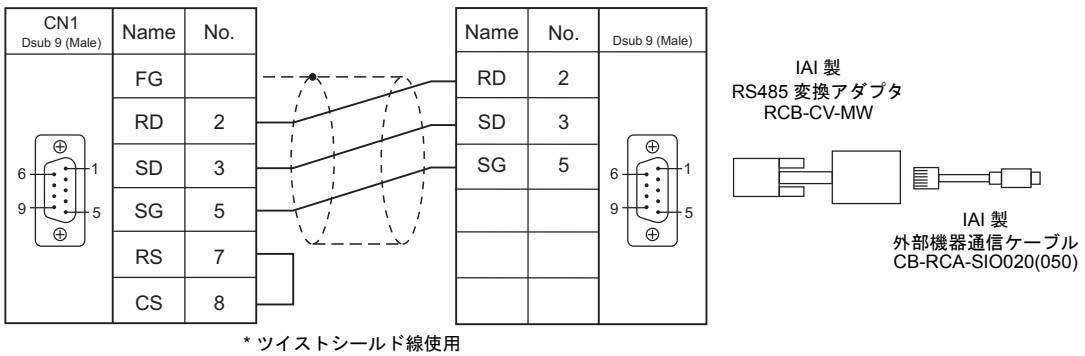 CN1
Dsub 9 (Male)
Name No.
FG
RD 2
SD 3
SG 5
RS 7
CS 8
6 1
9 5
Name No.
Dsub 9 (Male)
RD 2
SD 3
SG 5
6 1
9 5
* ツイストシールド線使用
IAI 製
RS485 変換アダプタ
RCB-CV-MW
IAI 製
外部機器通信ケーブル
CB-RCA-SIO020(050)